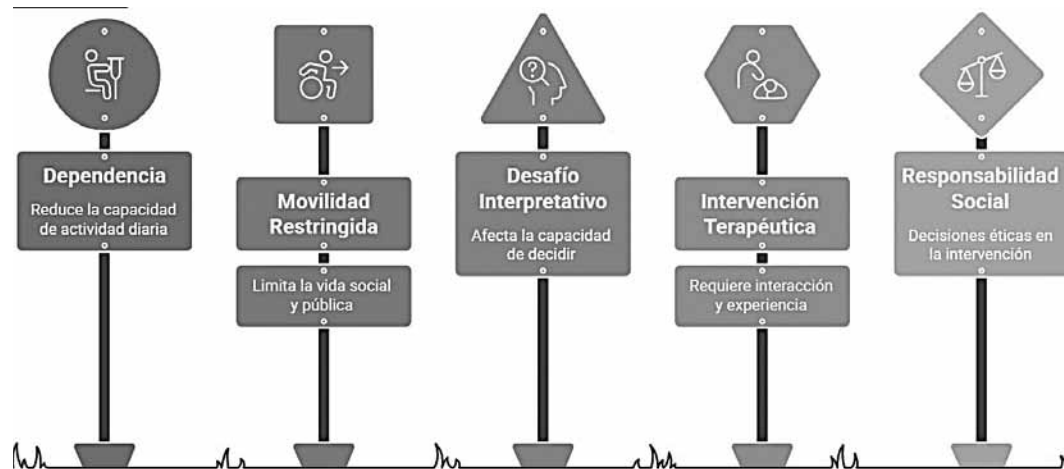 Dependencia
Reduce la capacidad
de actividad diaria
Movilidad
Restringida
Limita la vida social
y pública
Desafío
Interpretativo
Afecta la capacidad
de decidir
Intervención
Terapéutica
Requiere interacción
y experiencia
Responsabilidad
Social
Decisiones éticas en
la intervención